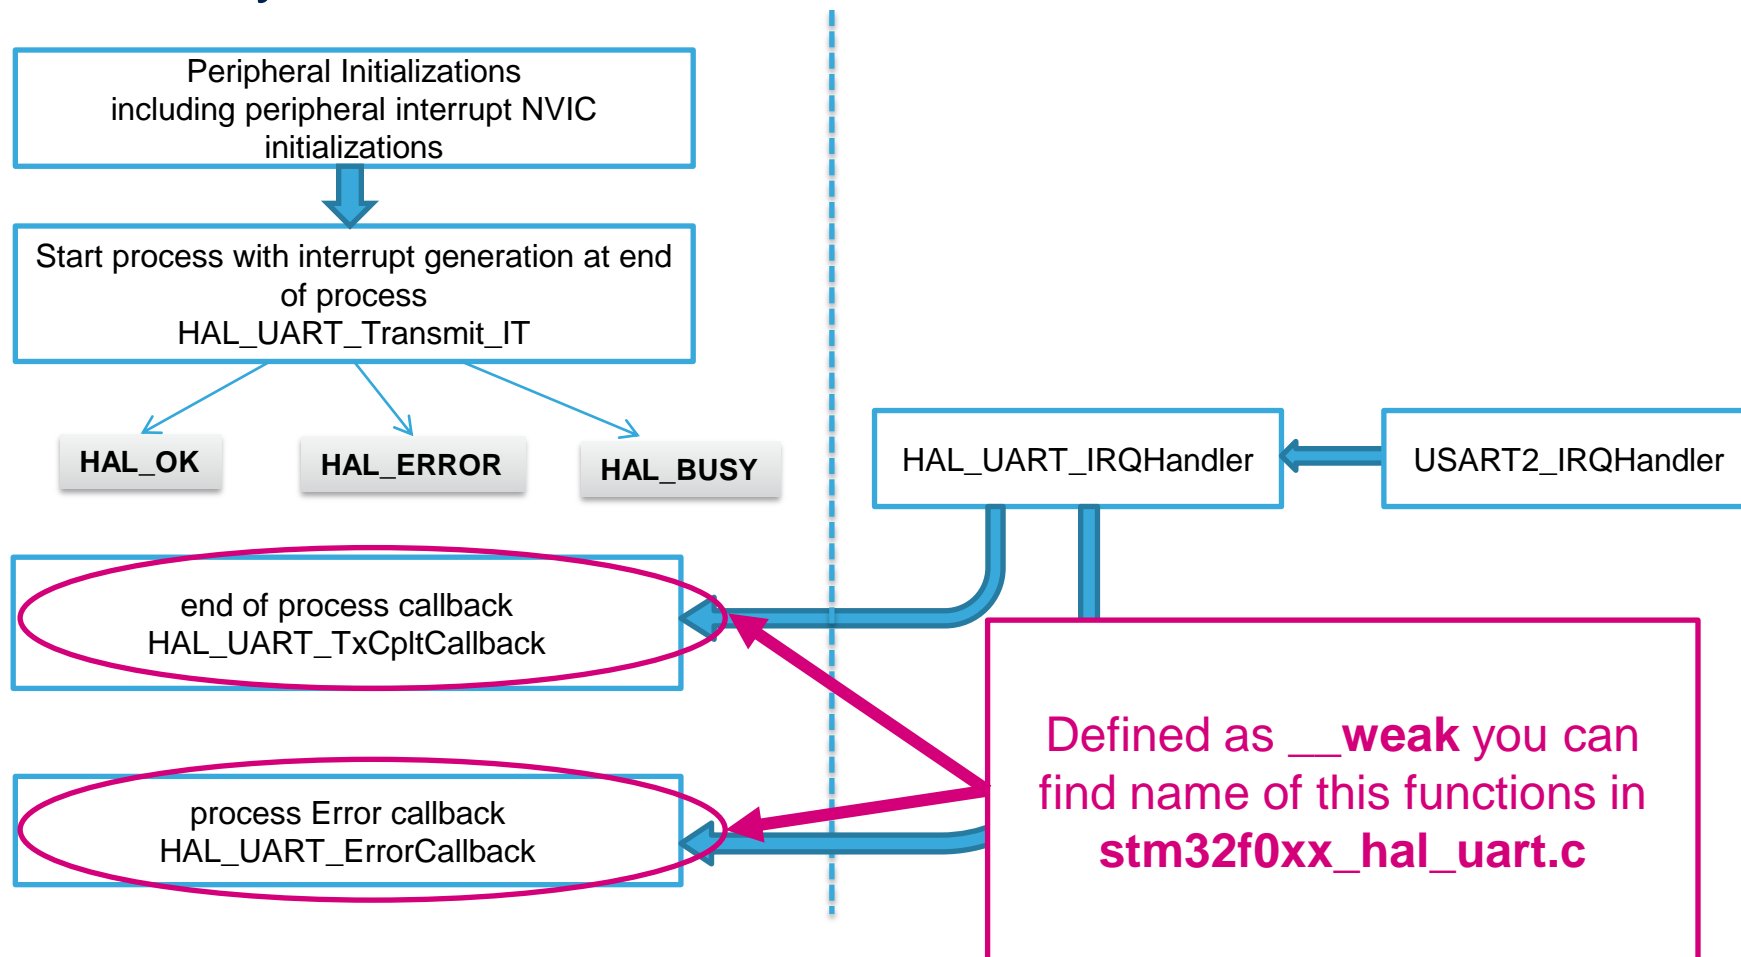 Peripheral Initializations
including peripheral interrupt NVIC
initializations
Start process with interrupt generation at end
of process
HAL_UART_Transmit_IT
HAL_OK
HAL_ERROR
HAL_BUSY
HAL_UART_IRQHandler
USART2_IRQHandler
end of process callback
HAL_UART_TxCpltCallback
process Error callback
HAL_UART_ErrorCallback
Defined as __weak you can
find name of this functions in
stm32f0xx_hal_uart.c